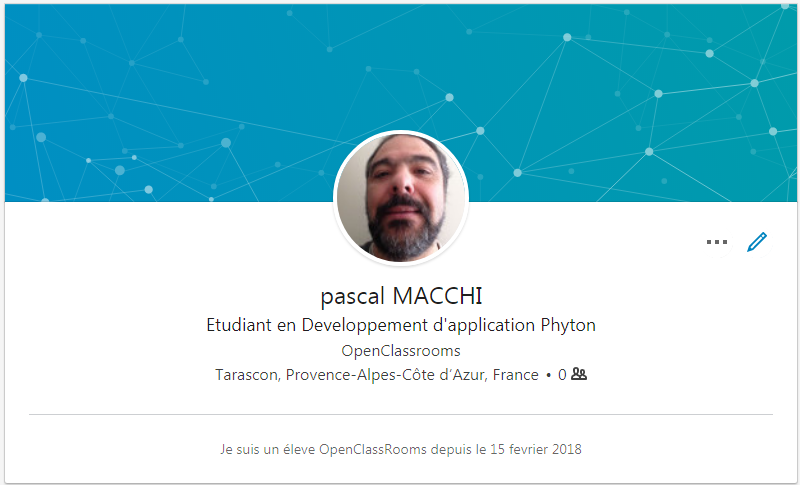 pascal MACCHI
Etudiant en Developpement d'application Phyton
OpenClassrooms
Tarascon, Provence-Alpes-Côte d’Azur, France • 0
Je suis un éleve OpenClassRooms depuis le 15 fevrier 2018